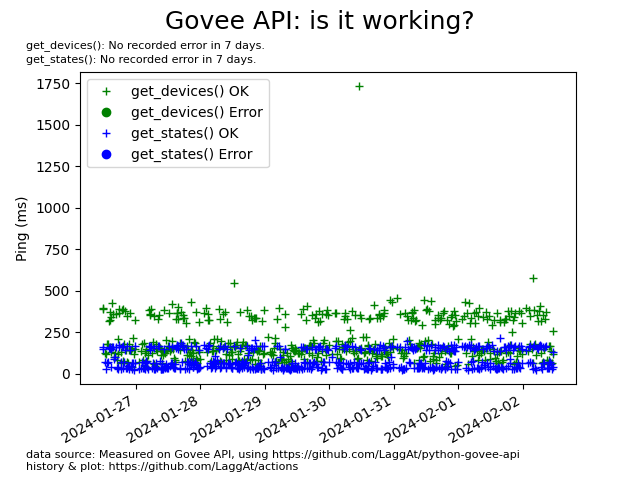 Govee API: is it working?
get_devices(): No recorded error in 7 days.
get_states(): No recorded error in 7 days.
get_devices() OK
get_devices() Error
get_states() OK
get_states() Error
Ping (ms)
1750
1500
1250
1000
750
500
250
0
2024-01-27
2024-01-28
2024-01-29
2024-01-30
2024-01-31
2024-02-01
2024-02-02
data source: Measured on Govee API, using https://github.com/LaggAt/python-govee-api
history & plot: https://github.com/LaggAt/actions